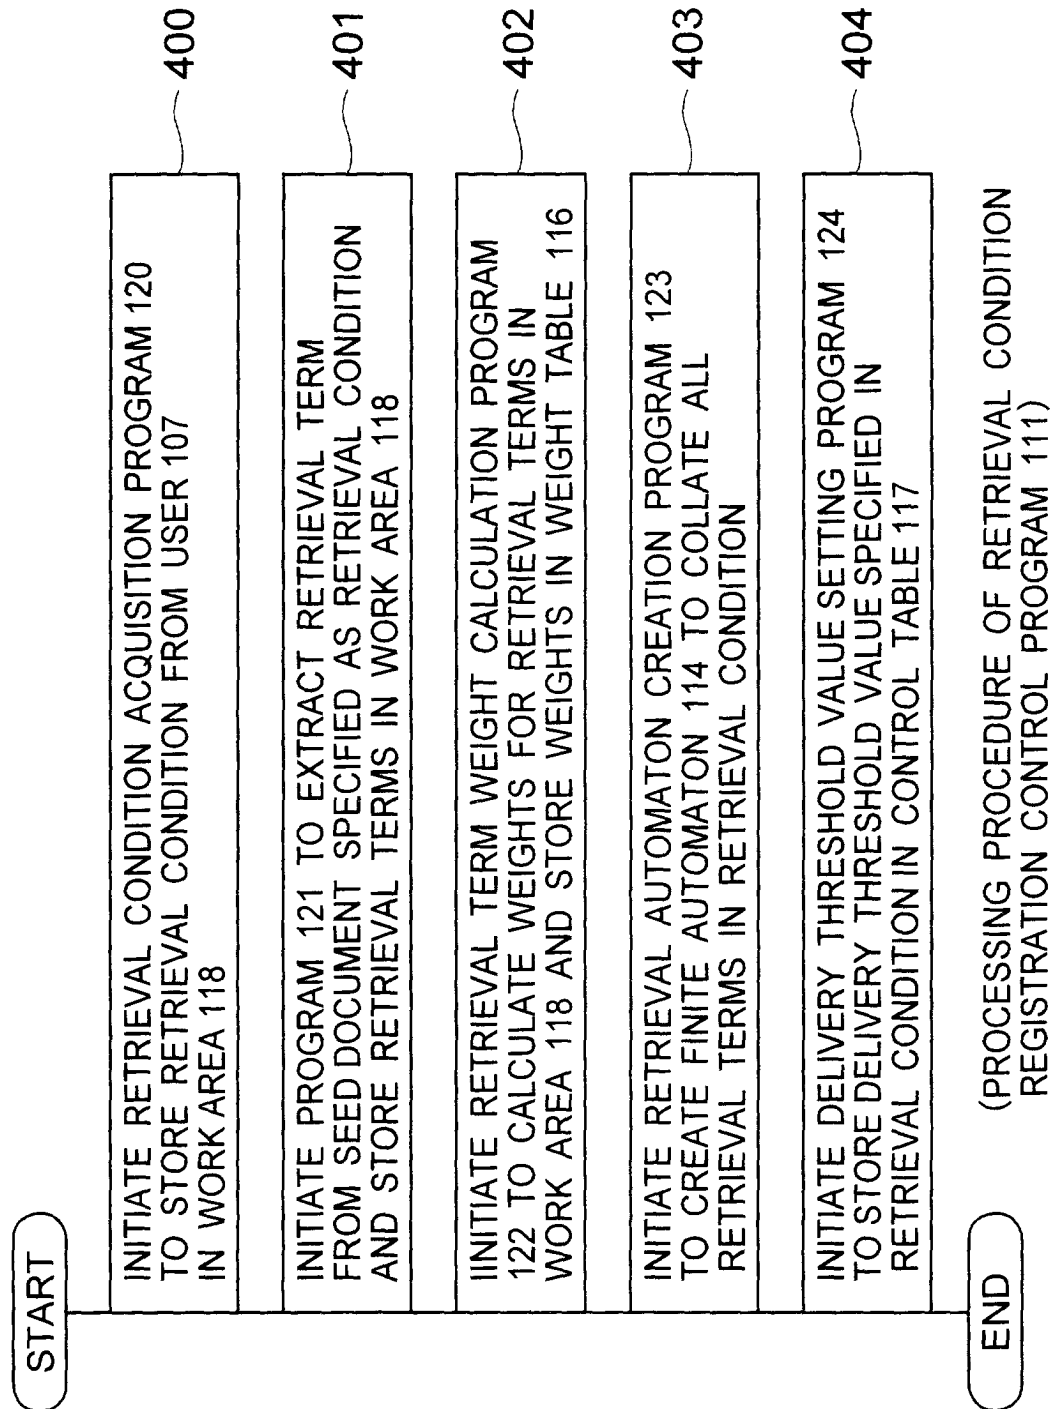 START
INITIATE RETRIEVAL CONDITION ACQUISITION PROGRAM 120
TO STORE RETRIEVAL CONDITION FROM USER 107
IN WORK AREA 118
400
INITIATE PROGRAM 121 TO EXTRACT RETRIEVAL TERM
FROM SEED DOCUMENT SPECIFIED AS RETRIEVAL CONDITION
AND STORE RETRIEVAL TERMS IN WORK AREA 118
401
IINITIATE RETRIEVAL TERM WEIGHT CALCULATION PROGRAM
122 TO CALCULATE WEIGHTS FOR RETRIEVAL TERMS IN
WORK AREA 118 AND STORE WEIGHTS IN WEIGHT TABLE 116
402
INITIATE RETRIEVAL AUTOMATON CREATION PROGRAM 123
TO CREATE FINITE AUTOMATON 114 TO COLLATE ALL
RETRIEVAL TERMS IN RETRIEVAL CONDITION
403
INITIATE DELIVERY THRESHOLD VALUE SETTING PROGRAM 124
TO STORE DELIVERY THRESHOLD VALUE SPECIFIED IN
RETRIEVAL CONDITION IN CONTROL TABLE 117
404
END
(PROCESSING PROCEDURE OF RETRIEVAL CONDITION
REGISTRATION CONTROL PROGRAM 111)